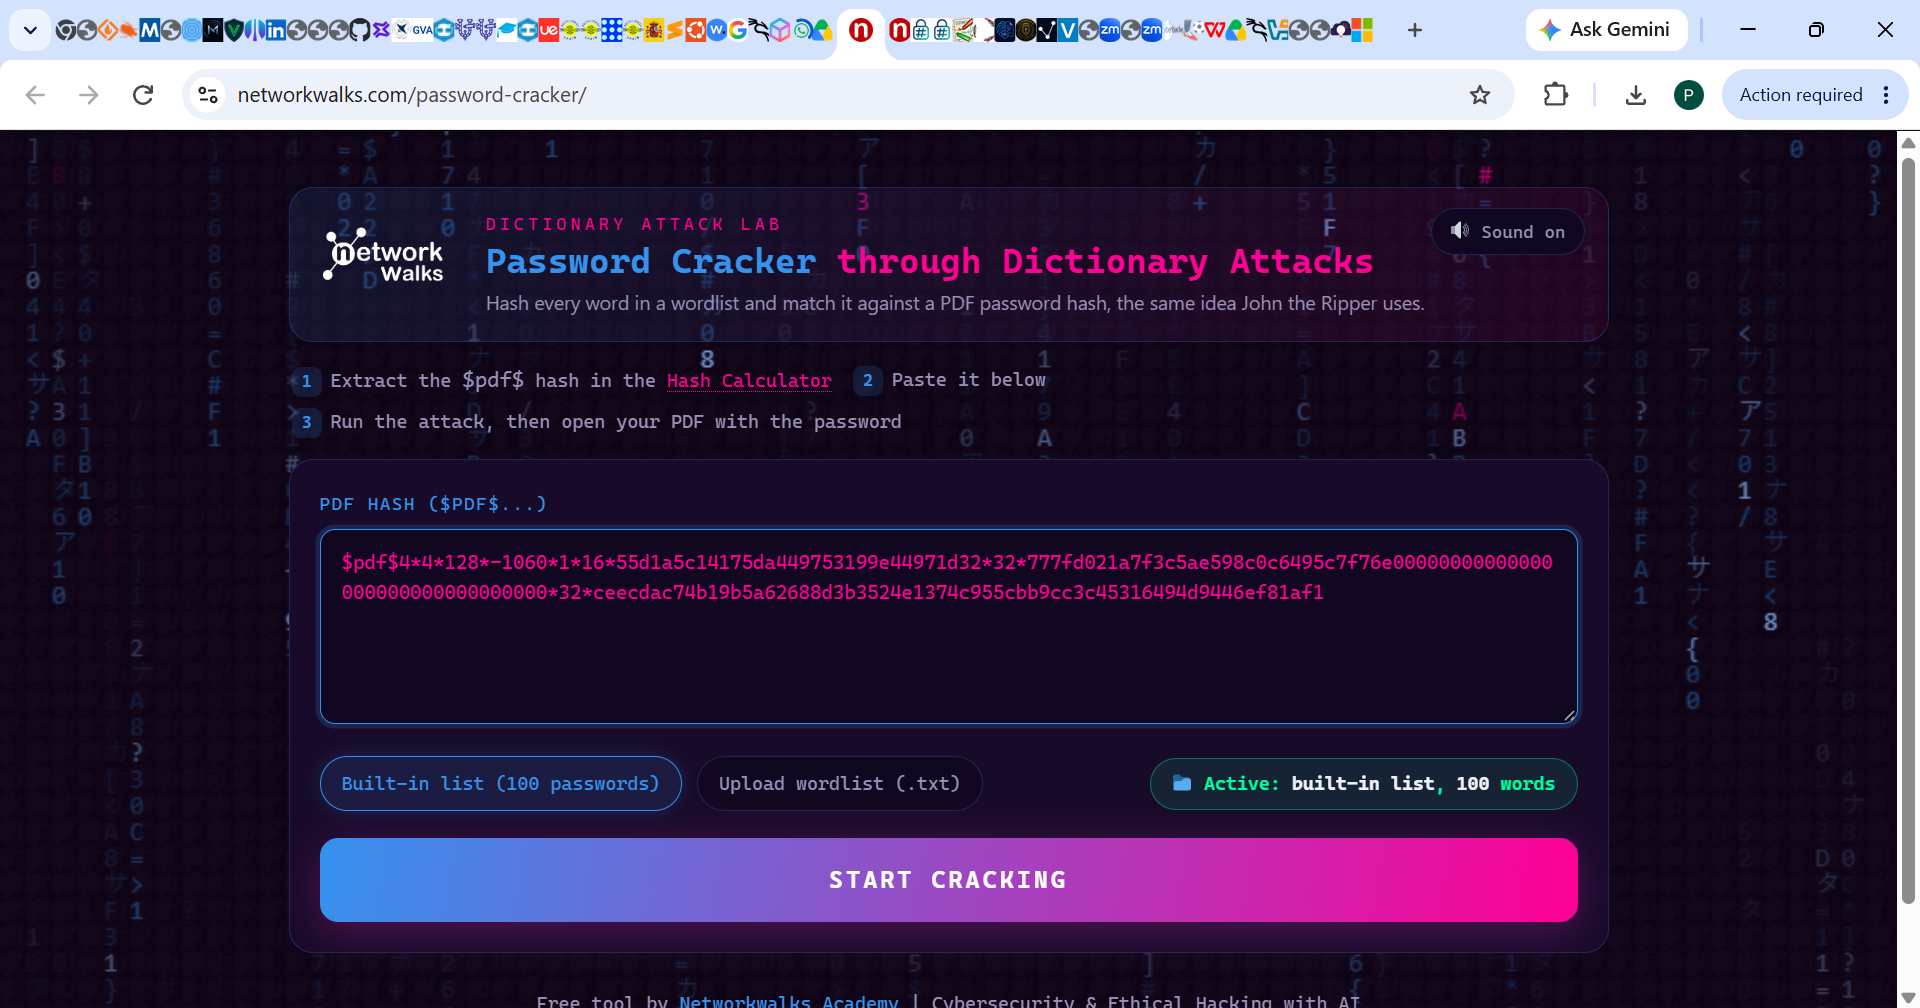 Ask Gemini
networkwalks.com/password-cracker/
P
Action required
network
Walks
DICTIONARY ATTACK LAB
Password Cracker through Dictionary Attacks
Hash every word in a wordlist and match it against a PDF password hash, the same idea John the Ripper uses.
Sound on
1 Extract the $pdf$ hash in the Hash Calculator 2 Paste it below
3 Run the attack, then open your PDF with the password
PDF HASH ($PDF$...)
$pdf$4*4*128*-1060*1*16*55d1a5c14175da449753199e44971d32*32*777fd021a7f3c5ae598c0c6495c7f76e00000000000000
000000000000000000*32*ceecdac74b19b5a62688d3b3524e1374c955cbb9cc3c45316494d9446ef81af1
Built-in list (100 passwords)
Upload wordlist (.txt)
Active: built-in list, 100 words
START CRACKING
Free tool by Networkwalks Academy | Cybersecurity & Ethical Hacking with AI